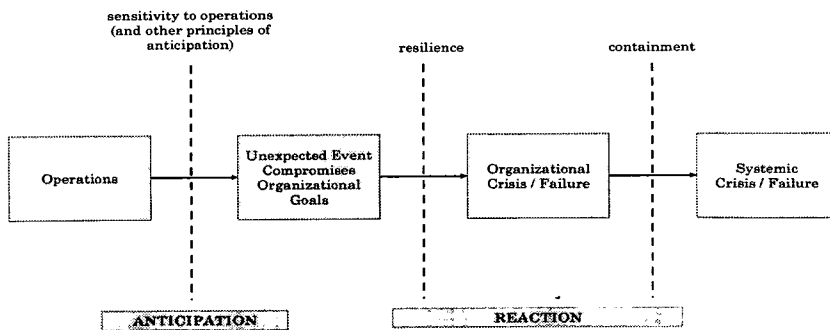 sensitivity to operations
(and other principles of
anticipation)
resilience
containment
Operations
Unexpected Event
Compromises
Organizational
Goals
Organizational
Crisis / Failure
Systemic
Crisis / Failure
ANTICIPATION
REACTION